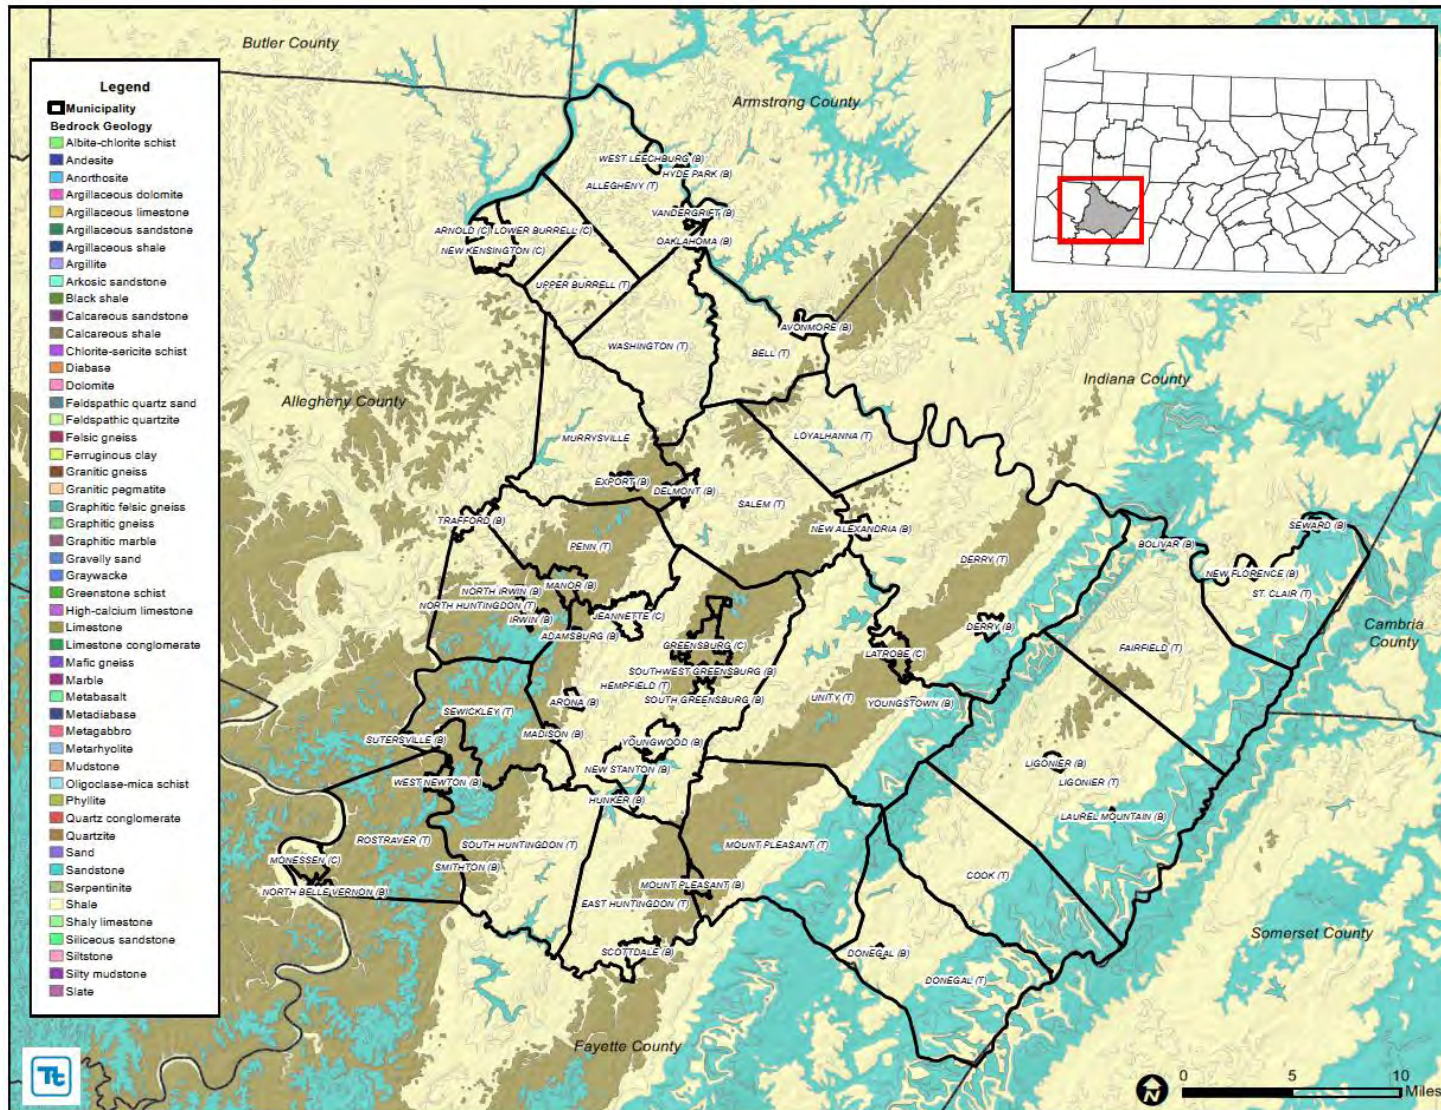 Butler County
Armstrong County
Legend
Municipality
Bedrock Geology
Albite-chlorite schist
Andesite
Anorthosite
Argillaceous dolomite
Argillaceous limestone
Argillaceous sandstone
Argillaceous shale
Argillite
Arkosic sandstone
Black shale
Calcareous sandstone
Calcareous shale
Chlorite-sericite schist
Diabase
Dolomite
Feldspathic quartz sand
Feldspathic quartzite
Felsic gneiss
Ferruginous clay
Granitic gneiss
Granitic pegmatite
Graphitic felsic gneiss
Graphitic gneiss
Graphitic marble
Gravelly sand
Graywacke
Greenstone schist
High-calcium limestone
Limestone
Limestone conglomerate
Mafic gneiss
Marble
Metabasalt
Metadiabase
Metagabbro
Metarhyolite
Mudstone
Oligoclase-mica schist
Phyllite
Quartz conglomerate
Quartzite
Sand
Sandstone
Serpentinite
Shale
Shaly limestone
Siliceous sandstone
Siltstone
Silty mudstone
Slate
WEST LEECHBURG (B)
HYDE PARK (B)
ALLEGHENY (T)
VANDERGRIFT (B)
ARNOLD (C) LOWER BURRELL (C)
OAKLAHOMA (B)
NEW KENSINGTON (C)
UPPER BURRELL (T)
AVONMORE (B)
WASHINGTON (T)
BELL (T)
Indiana County
Allegheny County
MURRYSVILLE
LOYALHANNA (T)
EXPORT (B)
DELMONT (B)
SALEM (T)
TRAFFORD (B)
NEW ALEXANDRIA (B)
SEWARD (B)
PENN (T)
BOLIVAR (B)
DERRY (T)
NEW FLORENCE (B)
MANOR (B)
NORTH IRWIN (B)
ST. CLAIR (T)
NORTH HUNTINGDON (T)
IRWIN (B)
JEANNETTE (C)
Cambria
County
ADAMSBURG (B)
DERRY (B)
GREENSBURG (C)
FAIRFIELD (T)
LATROBE (C)
SOUTHWEST GREENSBURG (B)
HEMPFIELD (T)
UNITY (T)
SOUTH GREENSBURG (B)
YOUNGSTOWN (B)
ARONA (B)
SEWICKLEY (T)
MADISON (B)
SUTERSVILLE (B)
YOUNGWOOD (B)
LIGONIER (B)
NEW STANTON (B)
WEST NEWTON (B)
LIGONIER (T)
HUNKER (B)
LAUREL MOUNTAIN (B)
ROSTRAVER (T)
SOUTH HUNTINGDON (T)
MOUNT PLEASANT (T)
MONESSEN (C)
SMITHTON (B)
COOK (T)
NORTH BELLE VERNON (B)
MOUNT PLEASANT (B)
EAST HUNTINGDON (T)
Somerset County
SCOTTDALE (B)
DONEGAL (B)
DONEGAL (T)
Fayette County
Tt
N
0 5 10
Miles